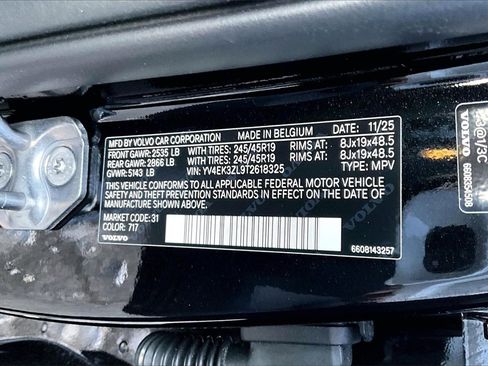 MFD BY VOLVO CAR CORPORATION MADE IN BELGIUM DATE: 11/25
FRONT GAWR: 2535 LB WITH TIRES: 245/45R19 RIMS AT: 8Jx19x48.5
REAR GAWR: 2866 LB WITH TIRES: 245/45R19 RIMS AT: 8Jx19x48.5
GVWR: 5143 LB VIN: YV4EK3ZL9T2618325 TYPE: MPV
THIS VEHICLE CONFORMS TO ALL APPLICABLE FEDERAL MOTOR VEHICLE
SAFETY AND THEFT PREVENTION STANDARDS IN EFFECT ON THE DATE
OF MANUFACTURE SHOWN ABOVE.
MARKET CODE: 31
COLOR: 717
VOLVO
6608143257
VOLVO